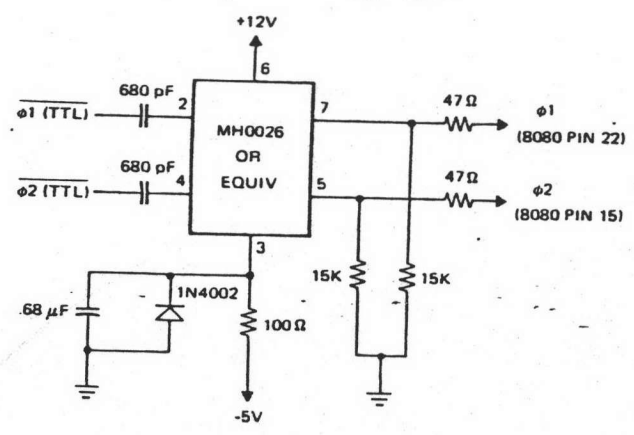 +12V
6
680 pF
φ1 (TTL)
2
7
47Ω
φ1
(8080 PIN 22)
MH0026
OR
EQUIV
680 pF
φ2 (TTL)
4
5
47Ω
φ2
(8080 PIN 15)
3
15K
15K
.68 μF
1N4002
100Ω
-5V